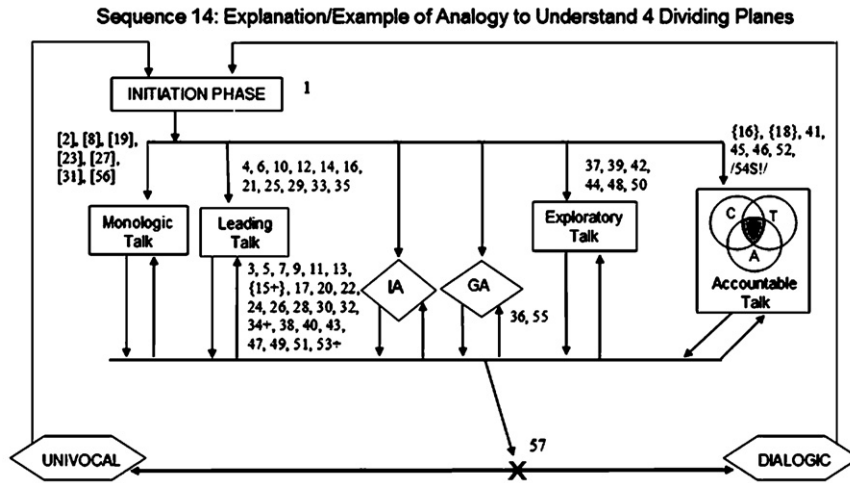 Sequence 14: Explanation/Example of Analogy to Understand 4 Dividing Planes
INITIATION PHASE
1
[2], [8], [19],
[23], [27],
[31], [56]
4, 6, 10, 12, 14, 16,
21, 25, 29, 33, 35
37, 39, 42,
44, 48, 50
{16}, {18}, 41,
45, 46, 52,
/54S!/
Monologic
Talk
Leading
Talk
Exploratory
Talk
C
T
A
Accountable
Talk
3, 5, 7, 9, 11, 13,
{15+}, 17, 20, 22,
24, 26, 28, 30, 32,
34+, 38, 40, 43,
47, 49, 51, 53+
IA
GA
36, 55
57
UNIVOCAL
X
DIALOGIC